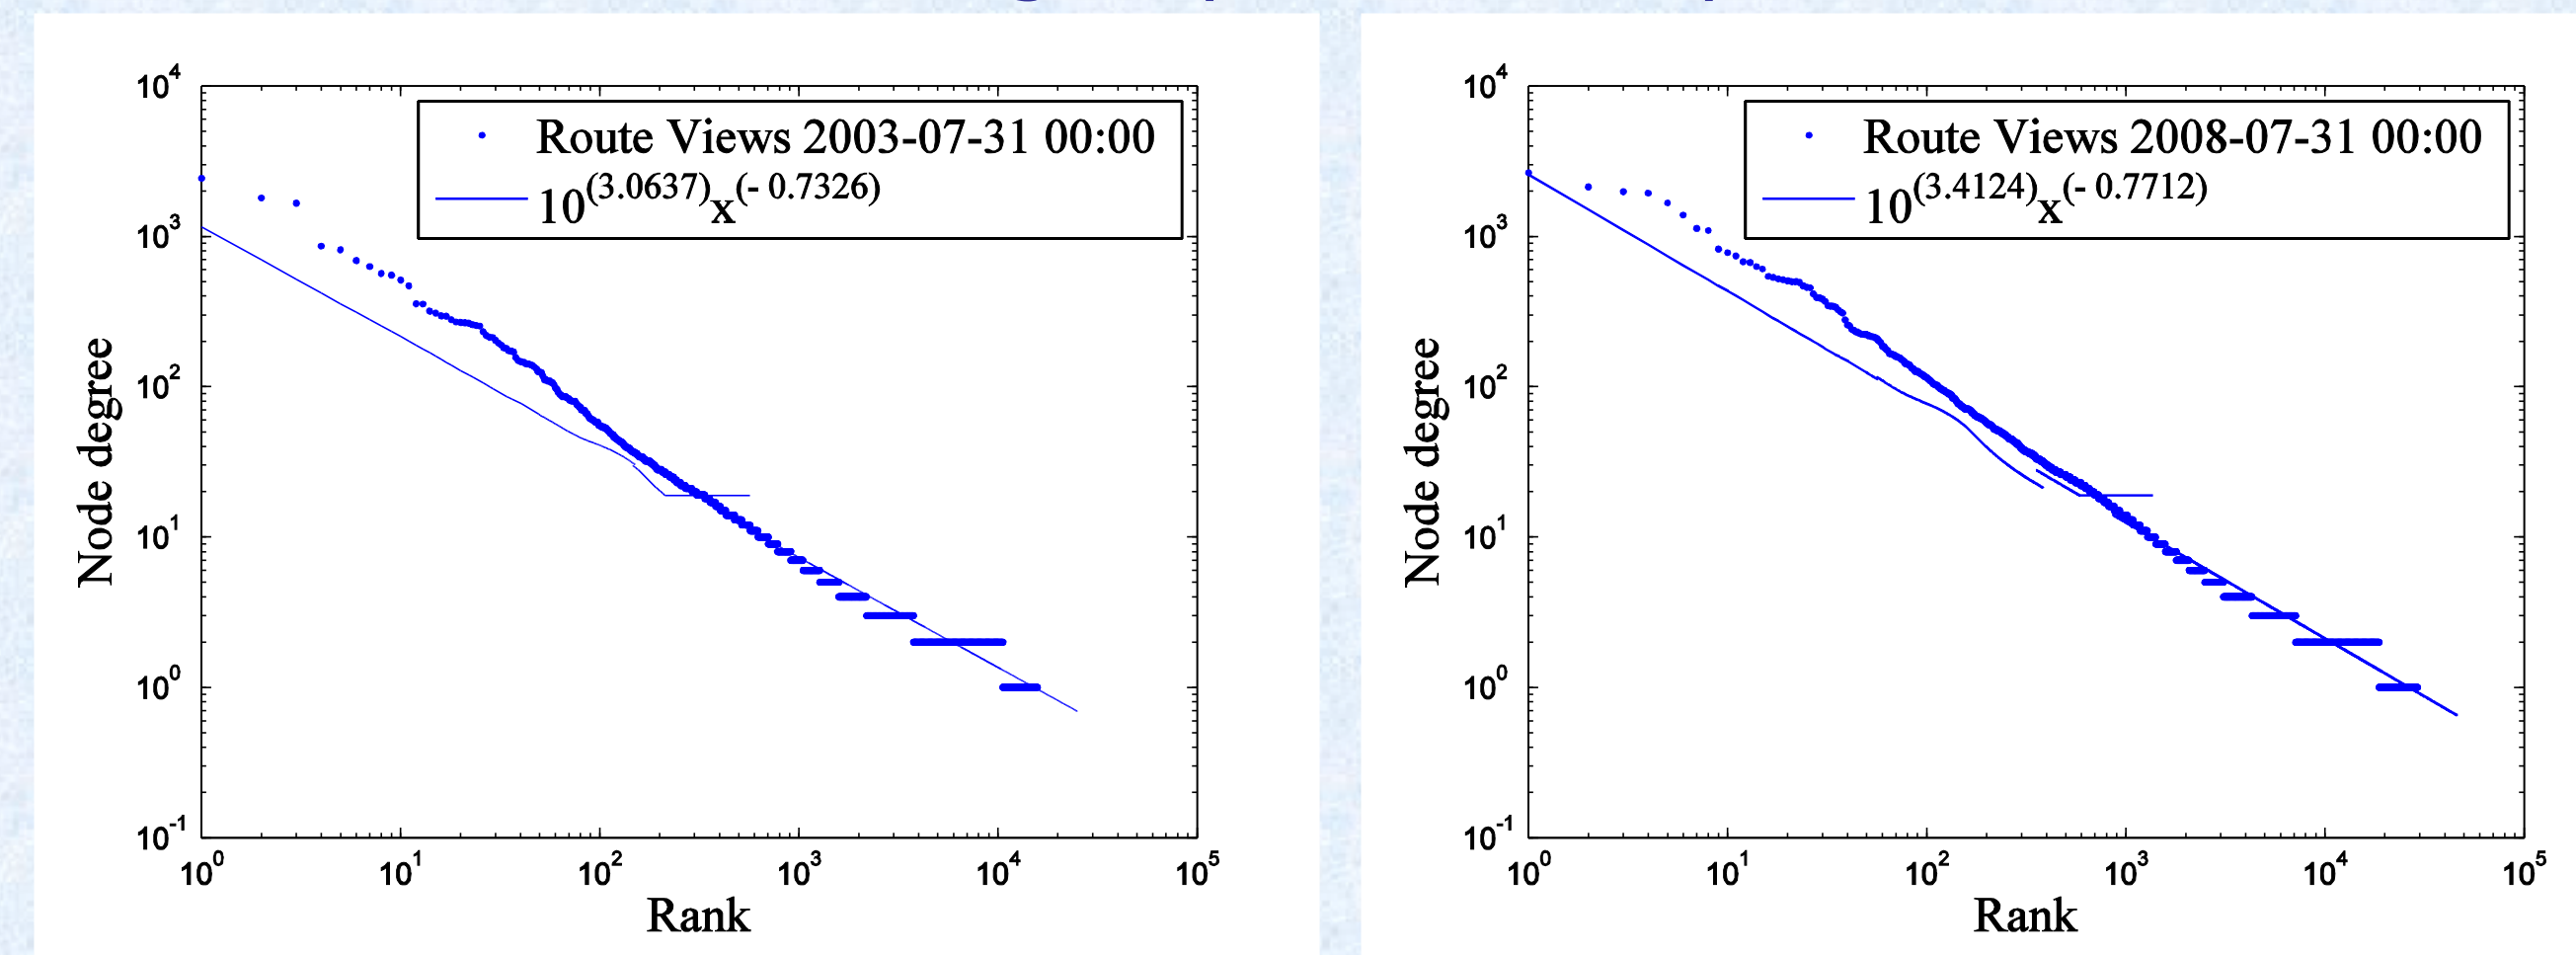 10^4
10^3
10^2
10^1
10^0
10^-1
Node degree
Route Views 2003-07-31 00:00
10^(3.0637)x^(- 0.7326)
10^0 10^1 10^2 10^3 10^4 10^5
Rank
10^4
10^3
10^2
10^1
10^0
10^-1
Node degree
Route Views 2008-07-31 00:00
10^(3.4124)x^(- 0.7712)
10^0 10^1 10^2 10^3 10^4 10^5
Rank